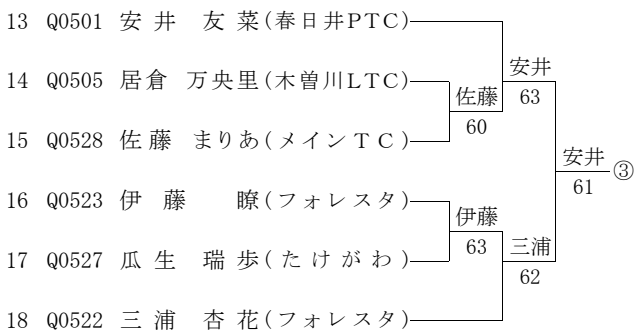 13 Q0501 安井 友菜(春日井PTC)
安井
14 Q0505 居倉 万央里(木曽川LTC)
佐藤 63
60
15 Q0528 佐藤 まりあ(メインTC)
安井 ③
61
16 Q0523 伊藤 瞭(フォレスタ)
伊藤
63 三浦
17 Q0527 瓜生 瑞歩(たけがわ)
62
18 Q0522 三浦 杏花(フォレスタ)